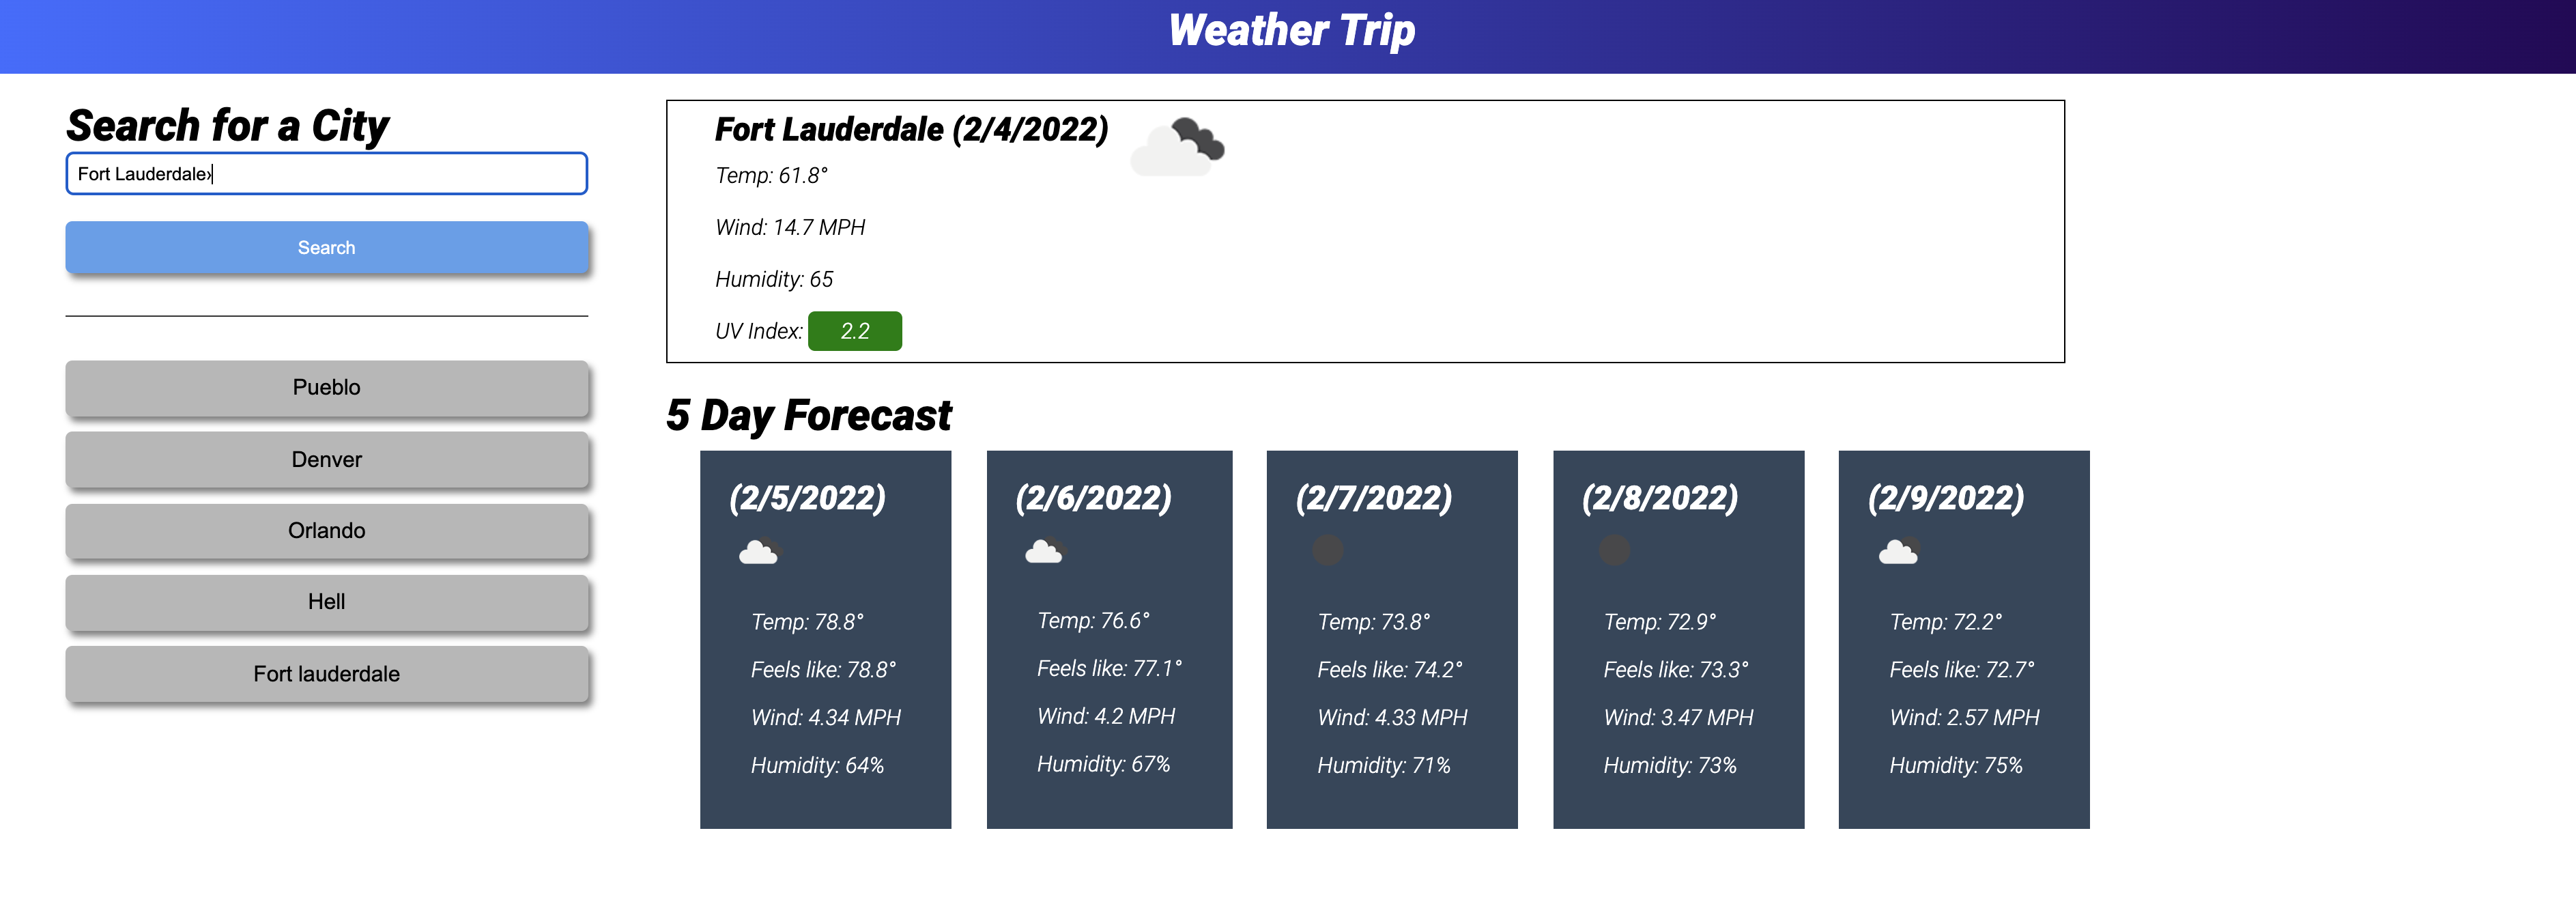 Weather Trip
Search for a City
Fort Lauderdale›
Search
Pueblo
Denver
Orlando
Hell
Fort lauderdale
Fort Lauderdale (2/4/2022)
Temp: 61.8°
Wind: 14.7 MPH
Humidity: 65
UV Index: 2.2
5 Day Forecast
(2/5/2022)
Temp: 78.8°
Feels like: 78.8°
Wind: 4.34 MPH
Humidity: 64%
(2/6/2022)
Temp: 76.6°
Feels like: 77.1°
Wind: 4.2 MPH
Humidity: 67%
(2/7/2022)
Temp: 73.8°
Feels like: 74.2°
Wind: 4.33 MPH
Humidity: 71%
(2/8/2022)
Temp: 72.9°
Feels like: 73.3°
Wind: 3.47 MPH
Humidity: 73%
(2/9/2022)
Temp: 72.2°
Feels like: 72.7°
Wind: 2.57 MPH
Humidity: 75%